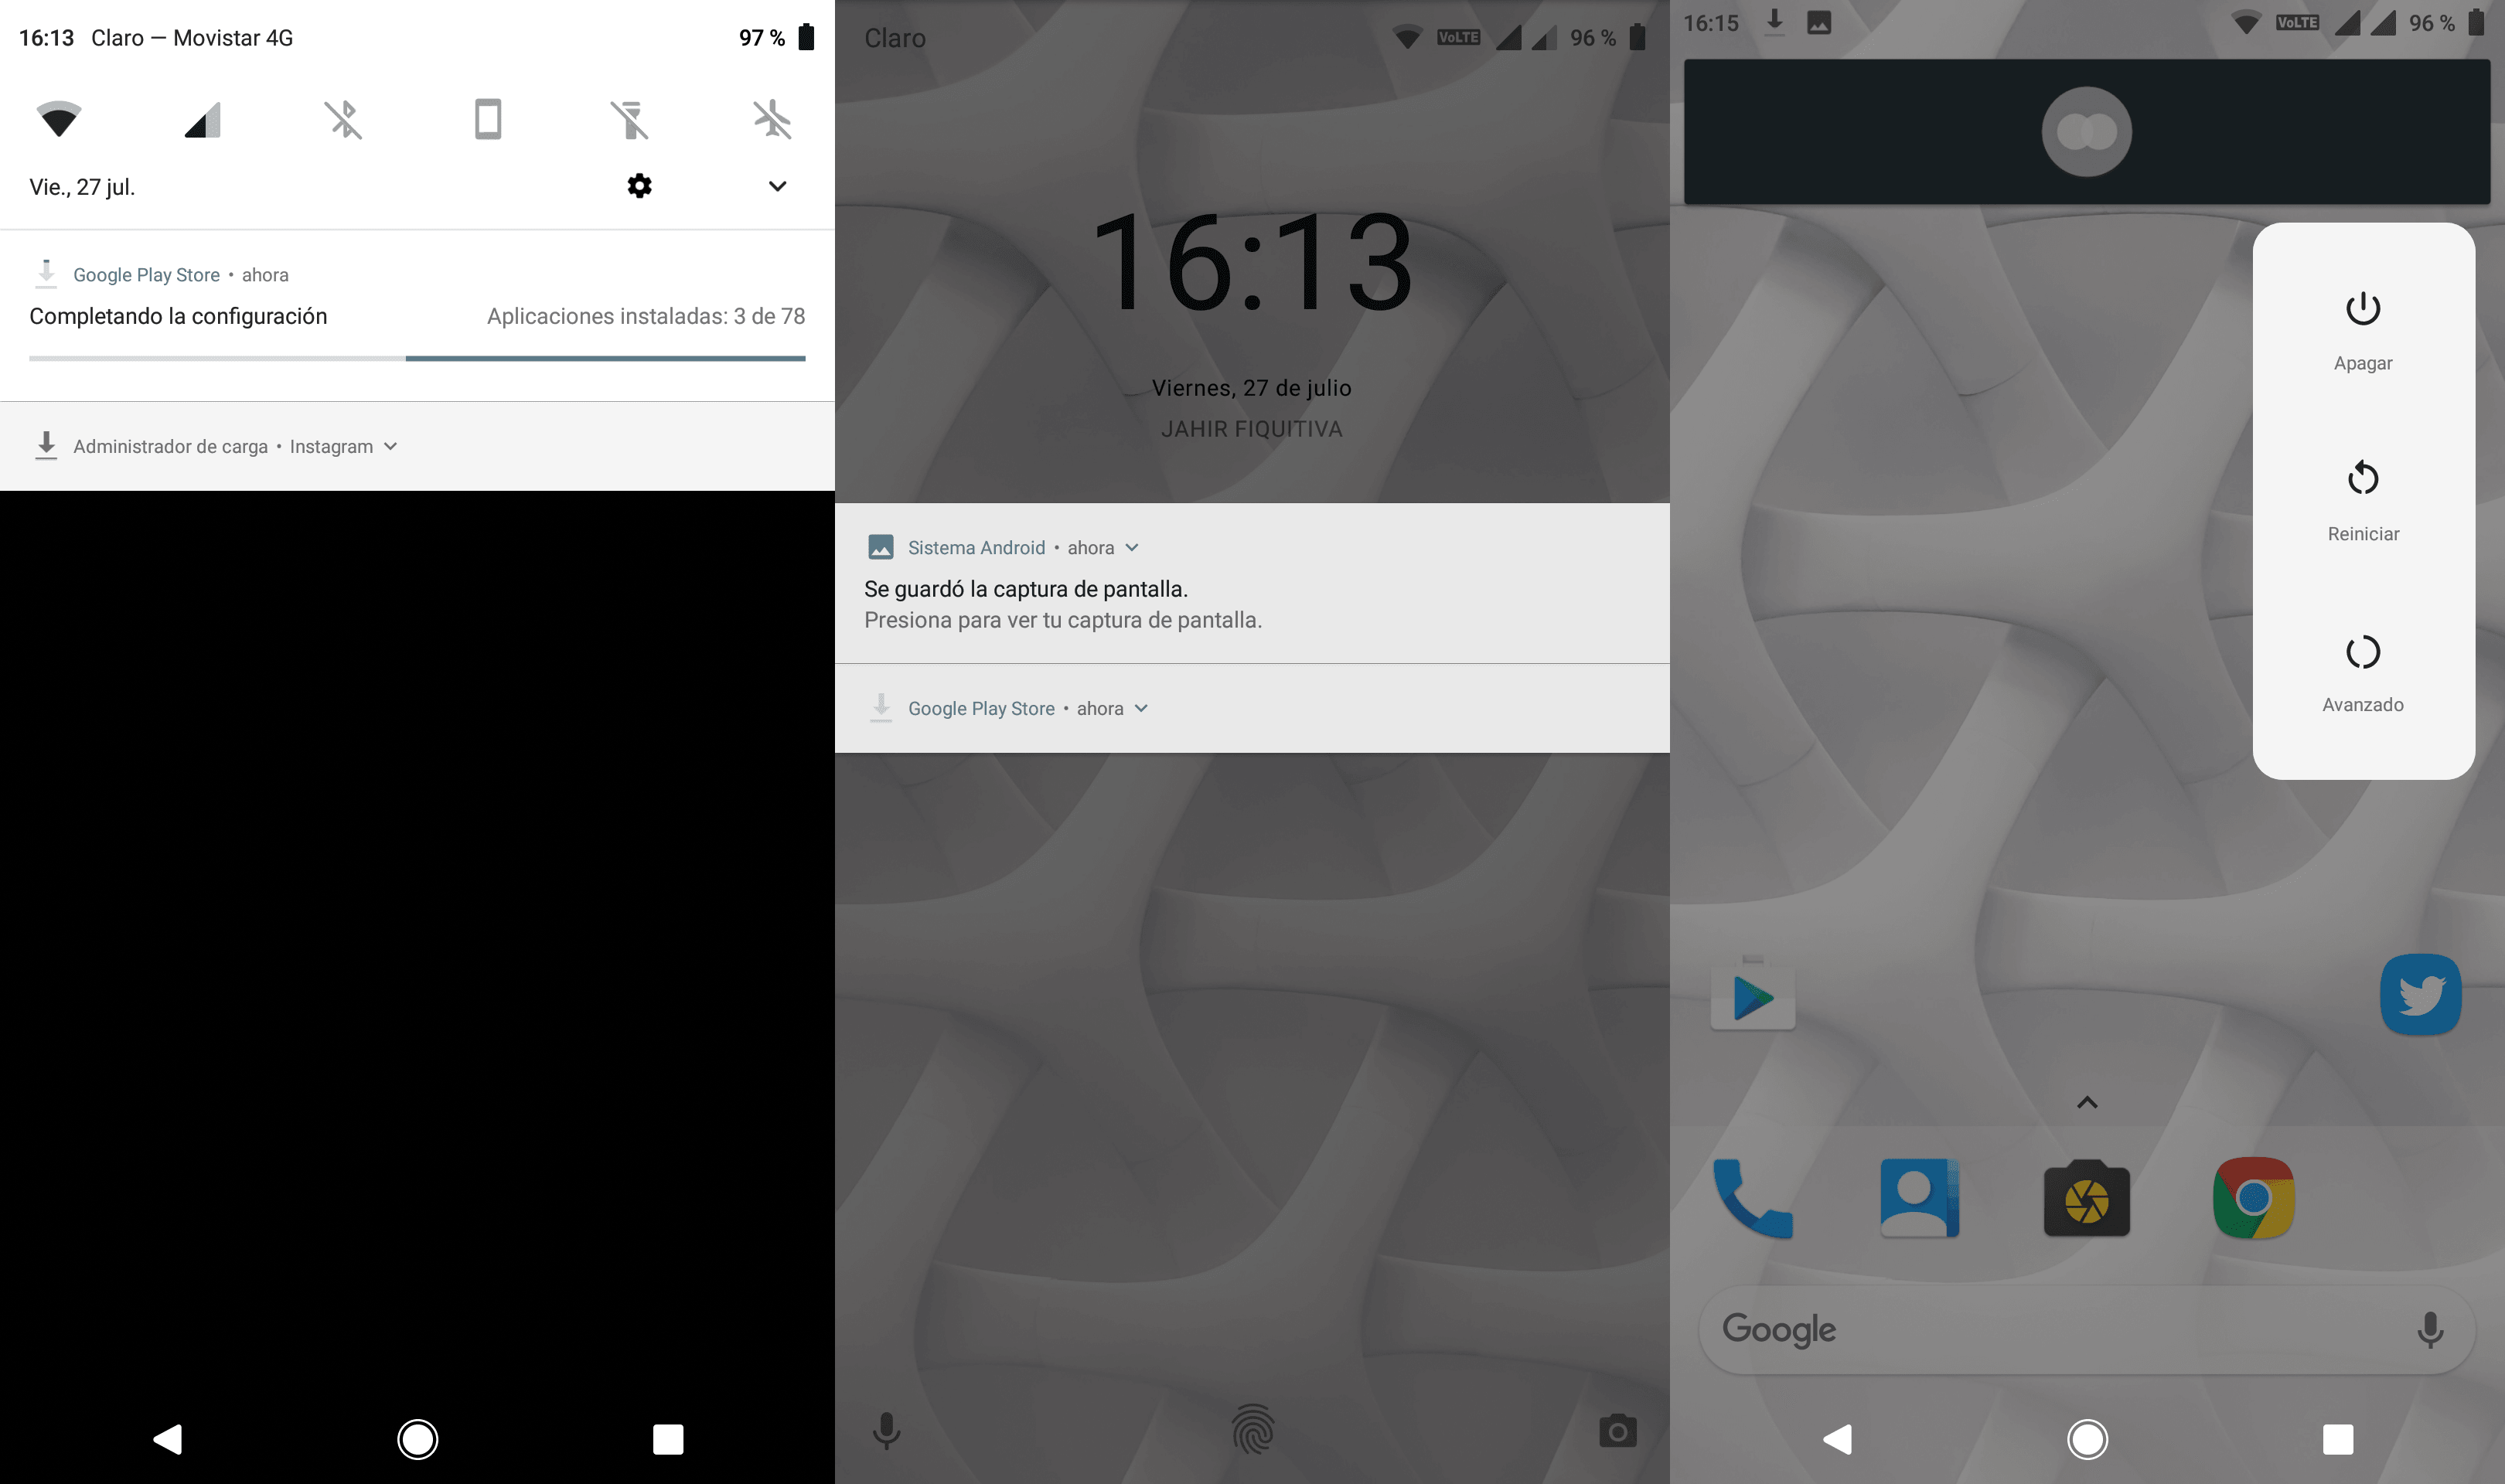 16:13 Claro — Movistar 4G 97 %
Vie., 27 jul.
Google Play Store • ahora
Completando la configuración Aplicaciones instaladas: 3 de 78
Administrador de carga • Instagram
Claro VoLTE 96 %
16:13
Viernes, 27 de julio
JAHIR FIQUITIVA
Sistema Android • ahora
Se guardó la captura de pantalla.
Presiona para ver tu captura de pantalla.
Google Play Store • ahora
16:15 VoLTE 96 %
Apagar
Reiniciar
Avanzado
Google